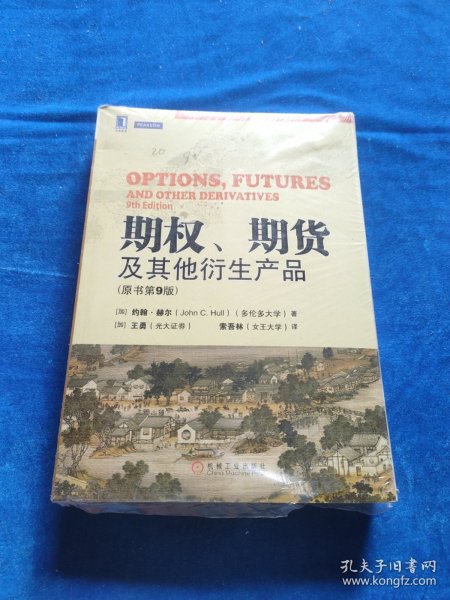 PEARSON
20
OPTIONS, FUTURES
AND OTHER DERIVATIVES
9th Edition
期权、期货
及其他衍生产品
(原书第9版)
[加] 约翰·赫尔 (John C. Hull) (多伦多大学) 著
[加] 王勇 (光大证券) 索吾林 (女王大学) 译
机械工业出版社
China Machine Press
孔夫子旧书网
www.kongfz.com